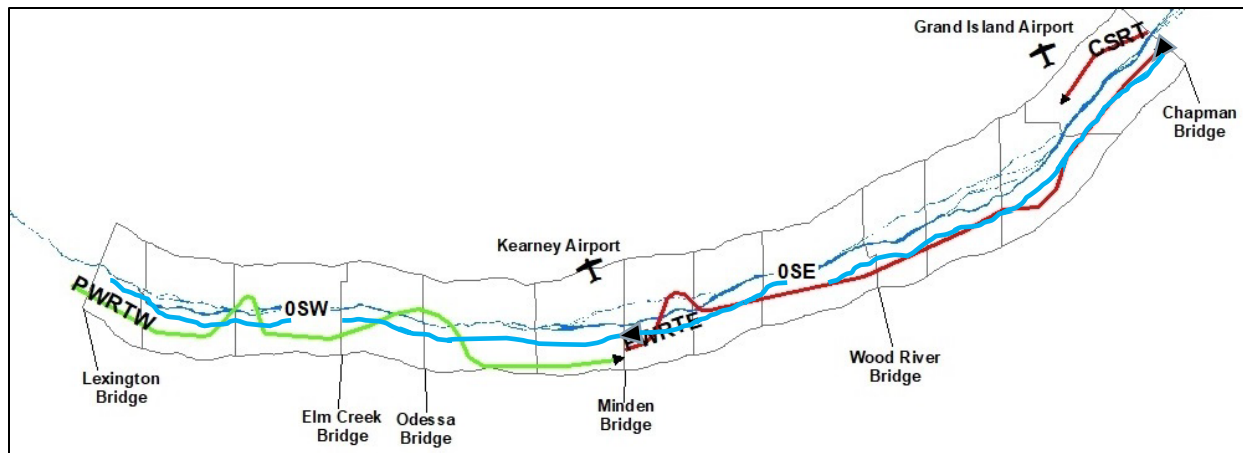 Grand Island Airport
CSRT
Chapman
Bridge
Kearney Airport
0SE
PWRTW
0SW
PWRTE
Wood River
Bridge
Lexington
Bridge
Elm Creek
Bridge
Odessa
Bridge
Minden
Bridge